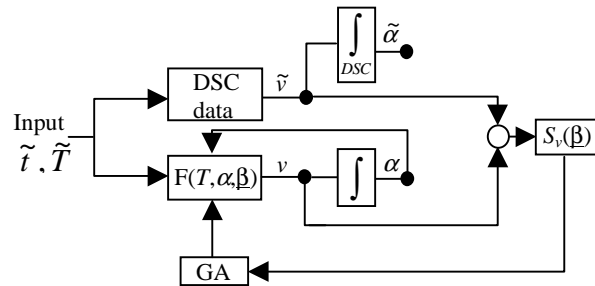 Input
t̃ , T̃
DSC
data
ṽ
∫
DSC
α̃
F(T,α,β̲)
v
∫
α
S_v(β̲)
GA